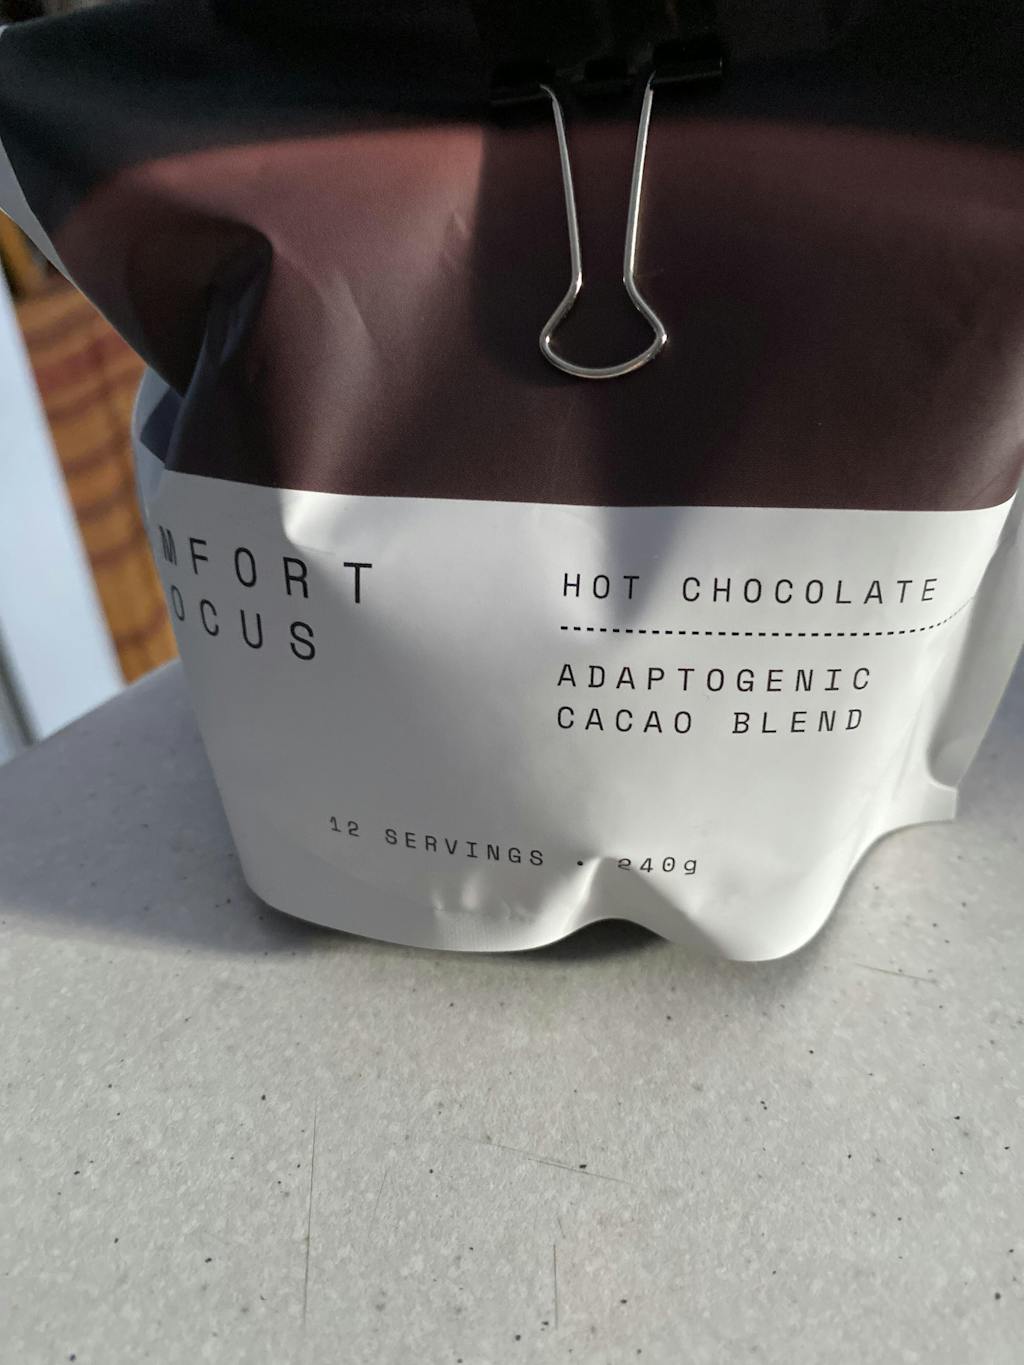 MFORT
OCUS
HOT CHOCOLATE
ADAPTOGENIC
CACAO BLEND
12 SERVINGS · 240g